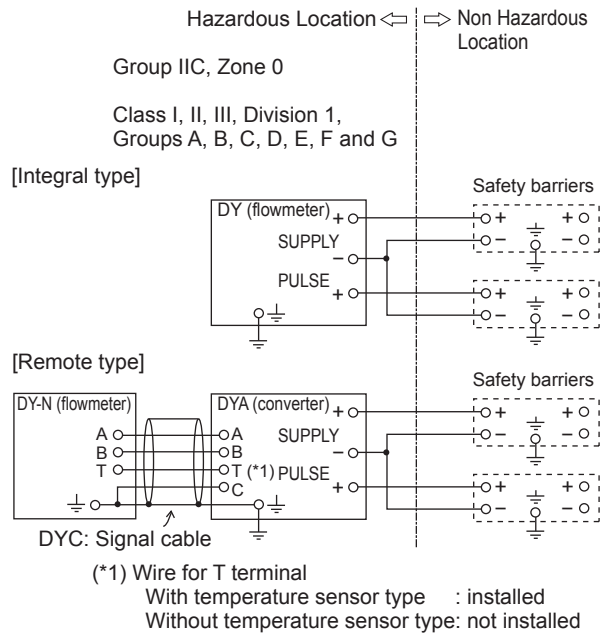 Hazardous Location ⇦ ⇨ Non Hazardous
Location
Group IIC, Zone 0
Class I, II, III, Division 1,
Groups A, B, C, D, E, F and G
[Integral type]
Safety barriers
DY (flowmeter) +
SUPPLY
−
PULSE
+
+ +
− −
+ +
− −
[Remote type]
Safety barriers
DY-N (flowmeter)
A
B
T
DYA (converter) +
A SUPPLY
B −
T (*1) PULSE
C +
+ +
− −
+ +
− −
DYC: Signal cable
(*1) Wire for T terminal
With temperature sensor type : installed
Without temperature sensor type: not installed